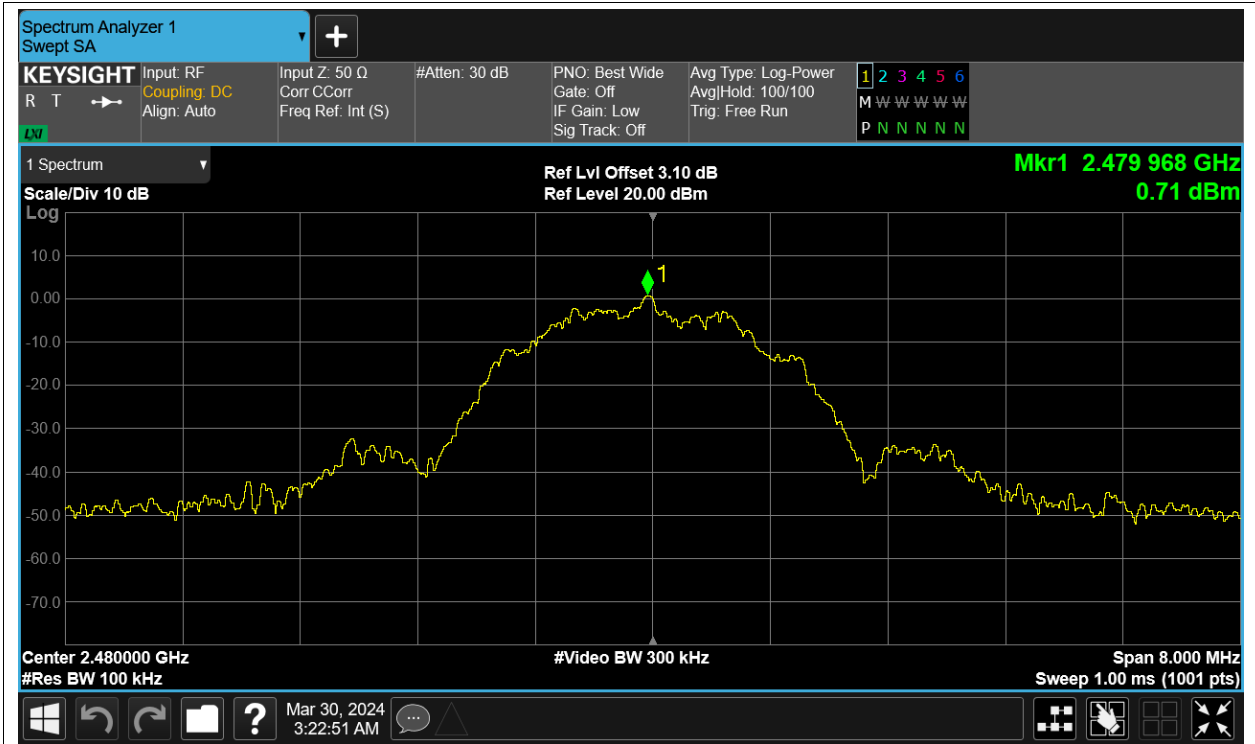 Spectrum Analyzer 1
Swept SA
+
KEYSIGHT
R T
LXI
Input: RF
Coupling: DC
Align: Auto
Input Z: 50 Ω
Corr CCorr
Freq Ref: Int (S)
#Atten: 30 dB
PNO: Best Wide
Gate: Off
IF Gain: Low
Sig Track: Off
Avg Type: Log-Power
Avg|Hold: 100/100
Trig: Free Run
1 2 3 4 5 6
M W W W W W
P N N N N N
1 Spectrum
Scale/Div 10 dB
Log
Ref Lvl Offset 3.10 dB
Ref Level 20.00 dBm
Mkr1 2.479 968 GHz
0.71 dBm
1
10.0
0.00
-10.0
-20.0
-30.0
-40.0
-50.0
-60.0
-70.0
Center 2.480000 GHz
#Res BW 100 kHz
#Video BW 300 kHz
Span 8.000 MHz
Sweep 1.00 ms (1001 pts)
?
Mar 30, 2024
3:22:51 AM